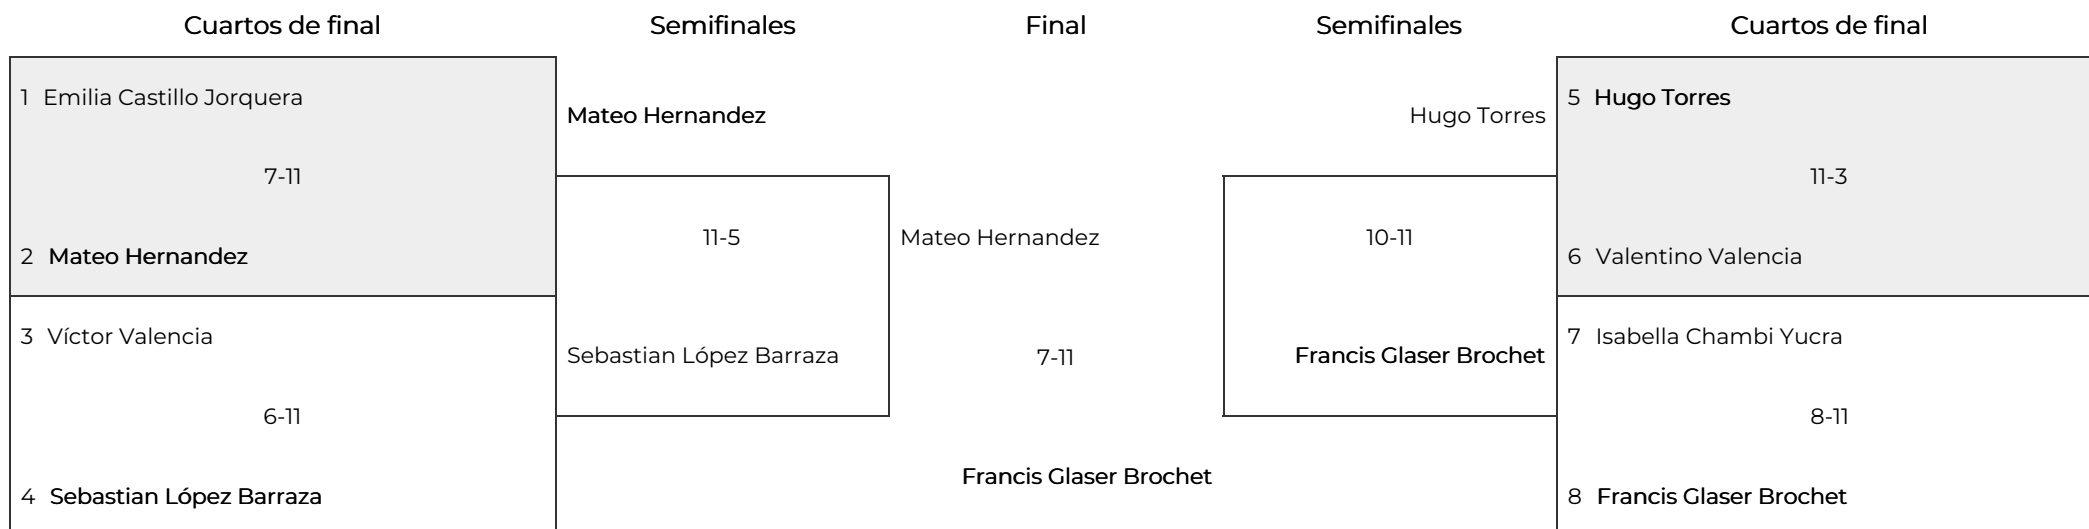 Cuartos de final
Semifinales
Final
Semifinales
Cuartos de final
1 Emilia Castillo Jorquera
7-11
2 Mateo Hernandez
3 Víctor Valencia
6-11
4 Sebastian López Barraza
Mateo Hernandez
11-5
Sebastian López Barraza
Mateo Hernandez
7-11
Francis Glaser Brochet
Hugo Torres
10-11
Francis Glaser Brochet
5 Hugo Torres
11-3
6 Valentino Valencia
7 Isabella Chambi Yucra
8-11
8 Francis Glaser Brochet